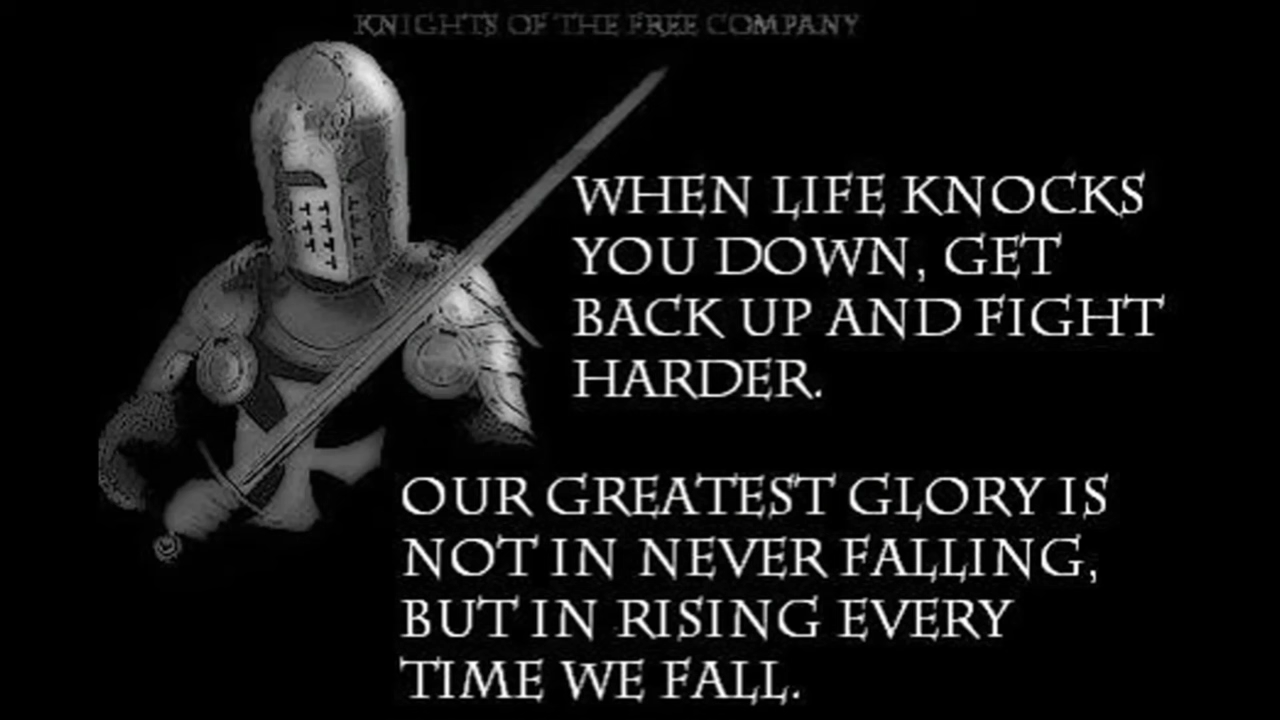 KNIGHTS OF THE FREE COMPANY
WHEN LIFE KNOCKS
YOU DOWN, GET
BACK UP AND FIGHT
HARDER.
OUR GREATEST GLORY IS
NOT IN NEVER FALLING,
BUT IN RISING EVERY
TIME WE FALL.